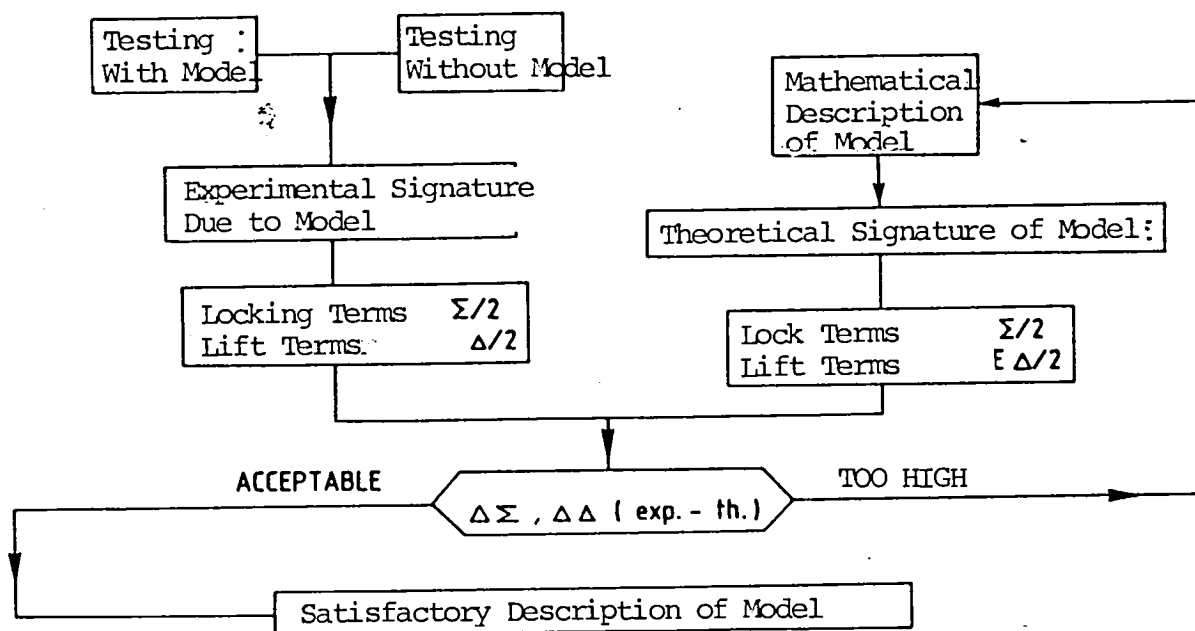 Testing :
With Model
Testing
Without Model
Mathematical
Description
of Model
Experimental Signature
Due to Model
Theoretical Signature of Model:
Locking Terms Σ/2
Lift Terms. Δ/2
Lock Terms Σ/2
Lift Terms E Δ/2
ACCEPTABLE
TOO HIGH
ΔΣ, ΔΔ ( exp. - th.)
Satisfactory Description of Model